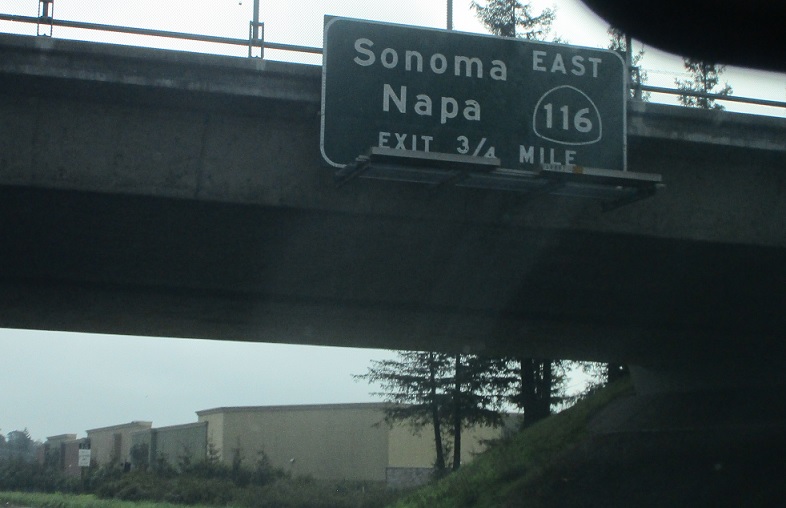 Sonoma EAST
Napa 116
EXIT 3/4 MILE